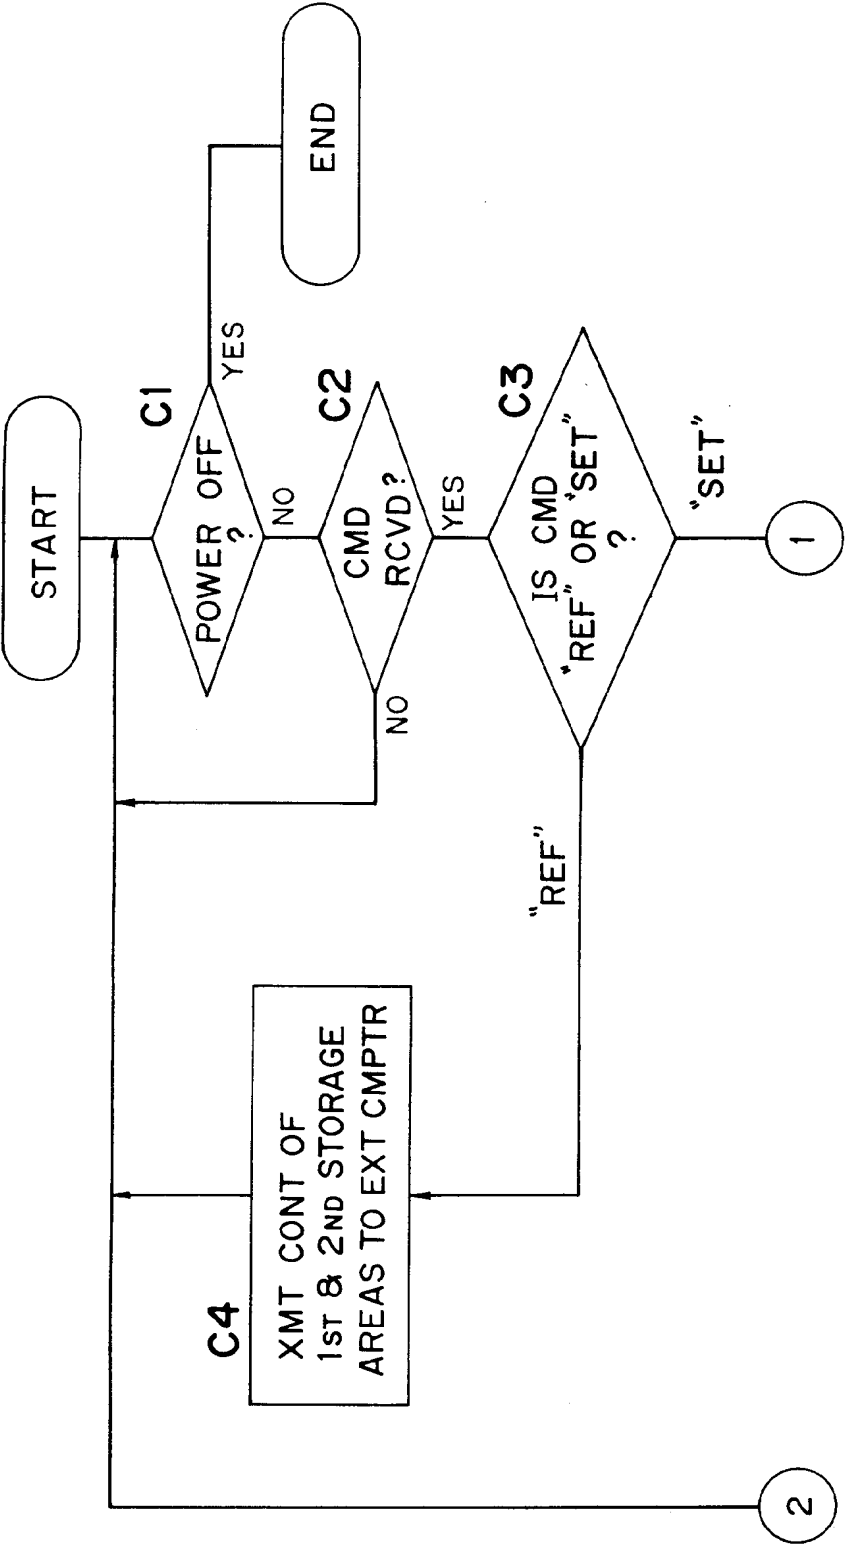 START
C1
POWER OFF
?
YES
END
NO
C2
CMD
RCVD?
NO
YES
C3
IS CMD
"REF" OR "SET"
?
"REF"
"SET"
C4
XMT CONT OF
1ST & 2ND STORAGE
AREAS TO EXT CMPTR
1
2